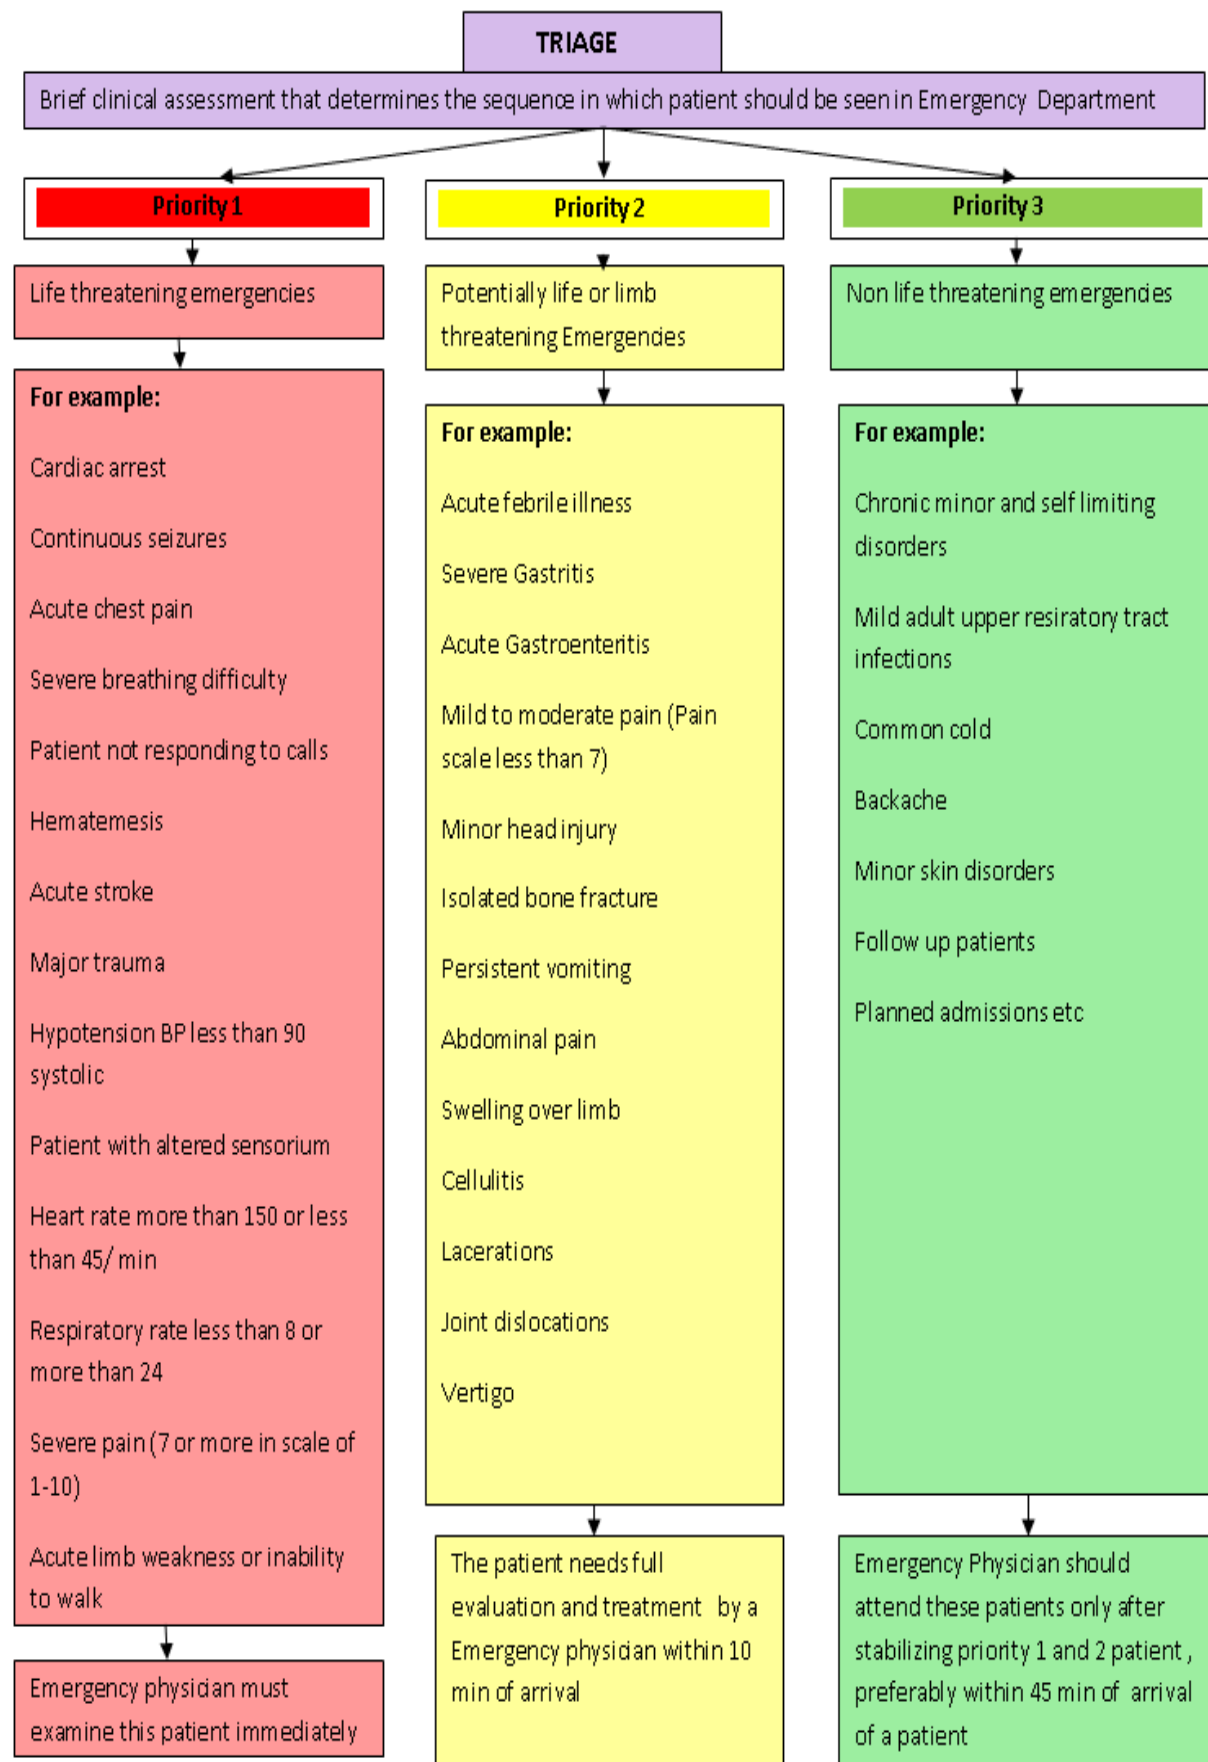 TRIAGE
Brief clinical assessment that determines the sequence in which patient should be seen in Emergency Department
Priority 1
Life threatening emergencies
For example:
Cardiac arrest
Continuous seizures
Acute chest pain
Severe breathing difficulty
Patient not responding to calls
Hematemesis
Acute stroke
Major trauma
Hypotension BP less than 90
systolic
Patient with altered sensorium
Heart rate more than 150 or less
than 45/ min
Respiratory rate less than 8 or
more than 24
Severe pain (7 or more in scale of
1-10)
Acute limb weakness or inability
to walk
Emergency physician must
examine this patient immediately
Priority 2
Potentially life or limb
threatening Emergencies
For example:
Acute febrile illness
Severe Gastritis
Acute Gastroenteritis
Mild to moderate pain (Pain
scale less than 7)
Minor head injury
Isolated bone fracture
Persistent vomiting
Abdominal pain
Swelling over limb
Cellulitis
Lacerations
Joint dislocations
Vertigo
The patient needs full
evaluation and treatment by a
Emergency physician within 10
min of arrival
Priority 3
Non life threatening emergencies
For example:
Chronic minor and self limiting
disorders
Mild adult upper resiratory tract
infections
Common cold
Backache
Minor skin disorders
Follow up patients
Planned admissions etc
Emergency Physician should
attend these patients only after
stabilizing priority 1 and 2 patient ,
preferably within 45 min of arrival
of a patient